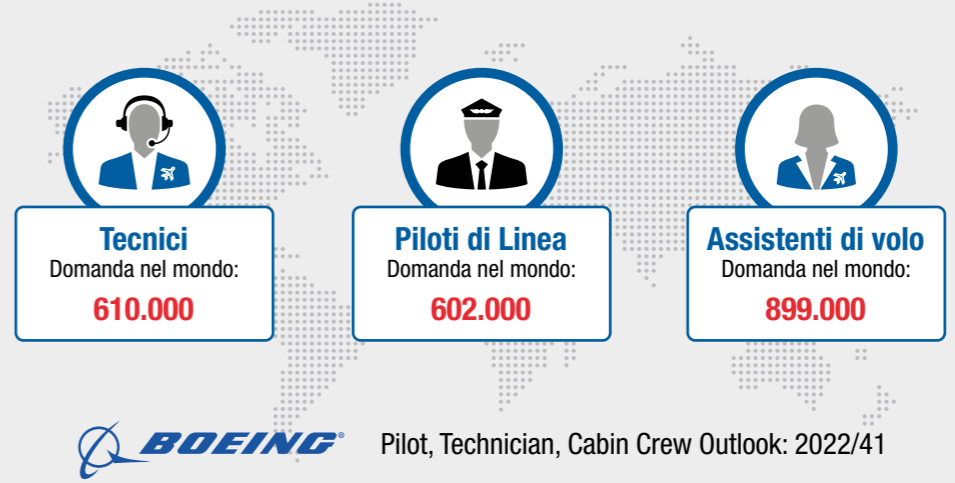 Tecnici
Domanda nel mondo:
610.000
Piloti di Linea
Domanda nel mondo:
602.000
Assistenti di volo
Domanda nel mondo:
899.000
BOEING®
Pilot, Technician, Cabin Crew Outlook: 2022/41